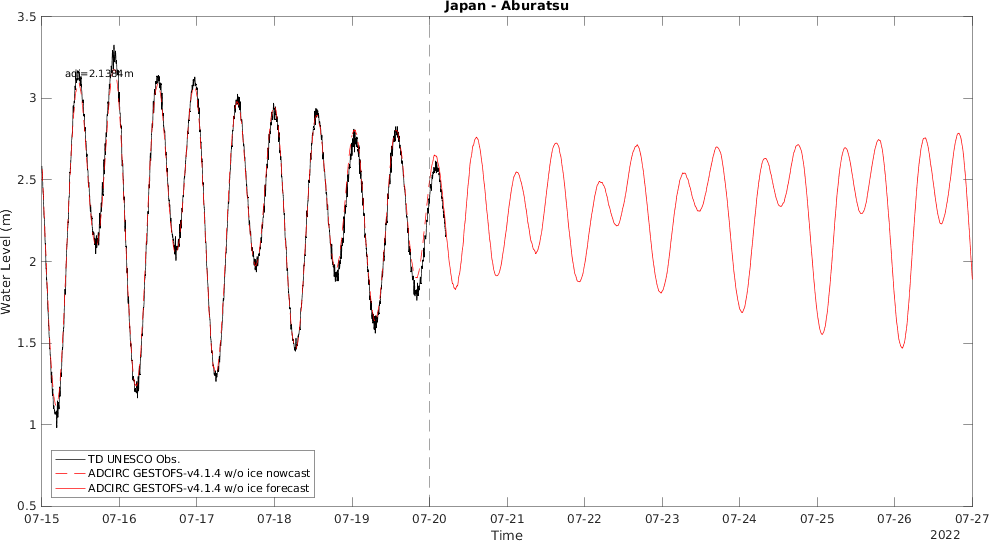 Japan - Aburatsu
3.5
3
2.5
2
1.5
1
0.5
Water Level (m)
TD UNESCO Obs.
ADCIRC GESTOFS-v4.1.4 w/o ice nowcast
ADCIRC GESTOFS-v4.1.4 w/o ice forecast
07-15 07-16 07-17 07-18 07-19 07-20 07-21 07-22 07-23 07-24 07-25 07-26 07-27
Time
2022